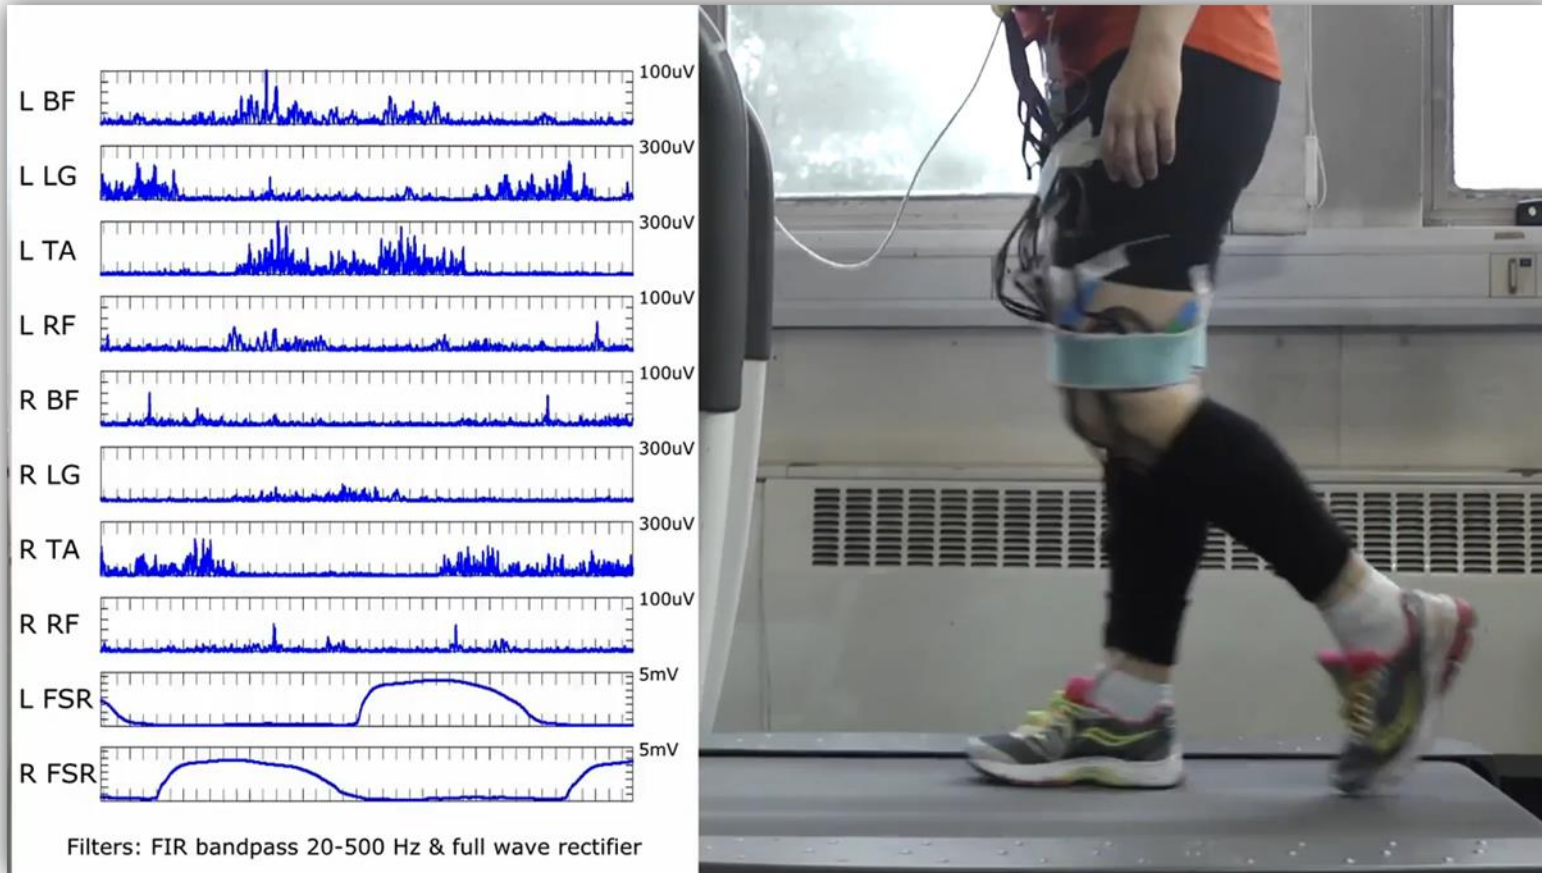 L BF 100uV
L LG 300uV
L TA 300uV
L RF 100uV
R BF 100uV
R LG 300uV
R TA 300uV
R RF 100uV
L FSR 5mV
R FSR 5mV
Filters: FIR bandpass 20-500 Hz & full wave rectifier